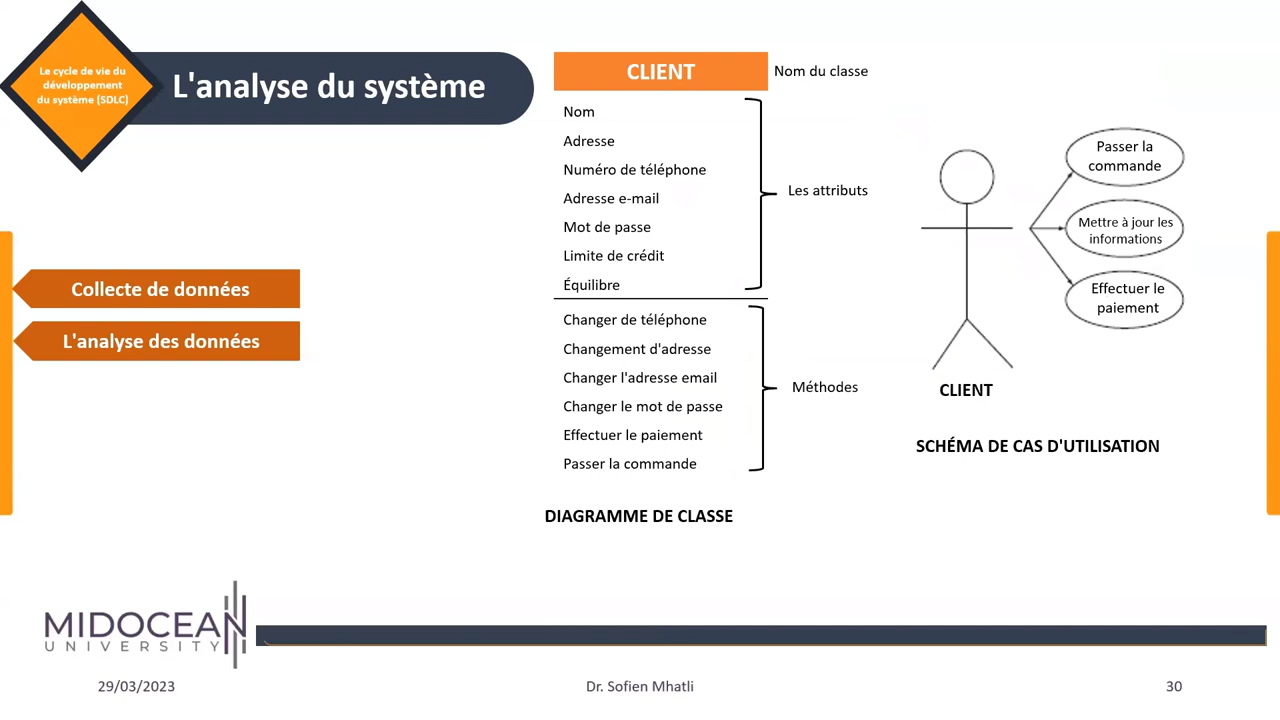 Le cycle de vie du
développement
du système (SDLC)
L'analyse du système
Collecte de données
L'analyse des données
CLIENT
Nom du classe
Nom
Adresse
Numéro de téléphone
Adresse e-mail
Mot de passe
Limite de crédit
Équilibre
Les attributs
Changer de téléphone
Changement d'adresse
Changer l'adresse email
Changer le mot de passe
Effectuer le paiement
Passer la commande
Méthodes
DIAGRAMME DE CLASSE
Passer la
commande
Mettre à jour les
informations
Effectuer le
paiement
CLIENT
SCHÉMA DE CAS D'UTILISATION
MIDOCEAN
UNIVERSITY
29/03/2023
Dr. Sofien Mhatli
30